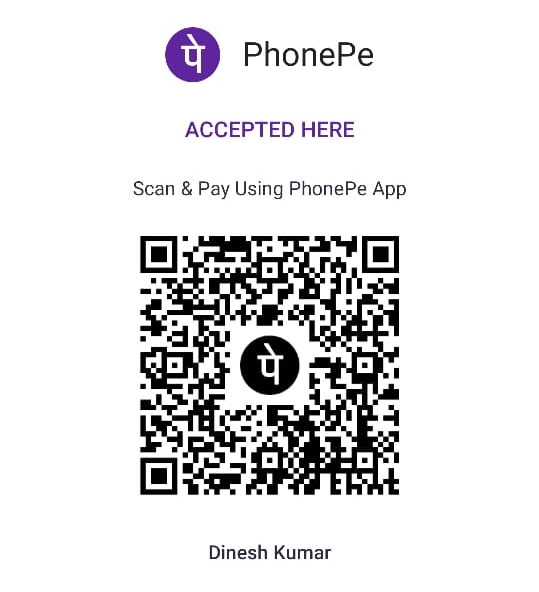 पे PhonePe
ACCEPTED HERE
Scan & Pay Using PhonePe App
पे
Dinesh Kumar